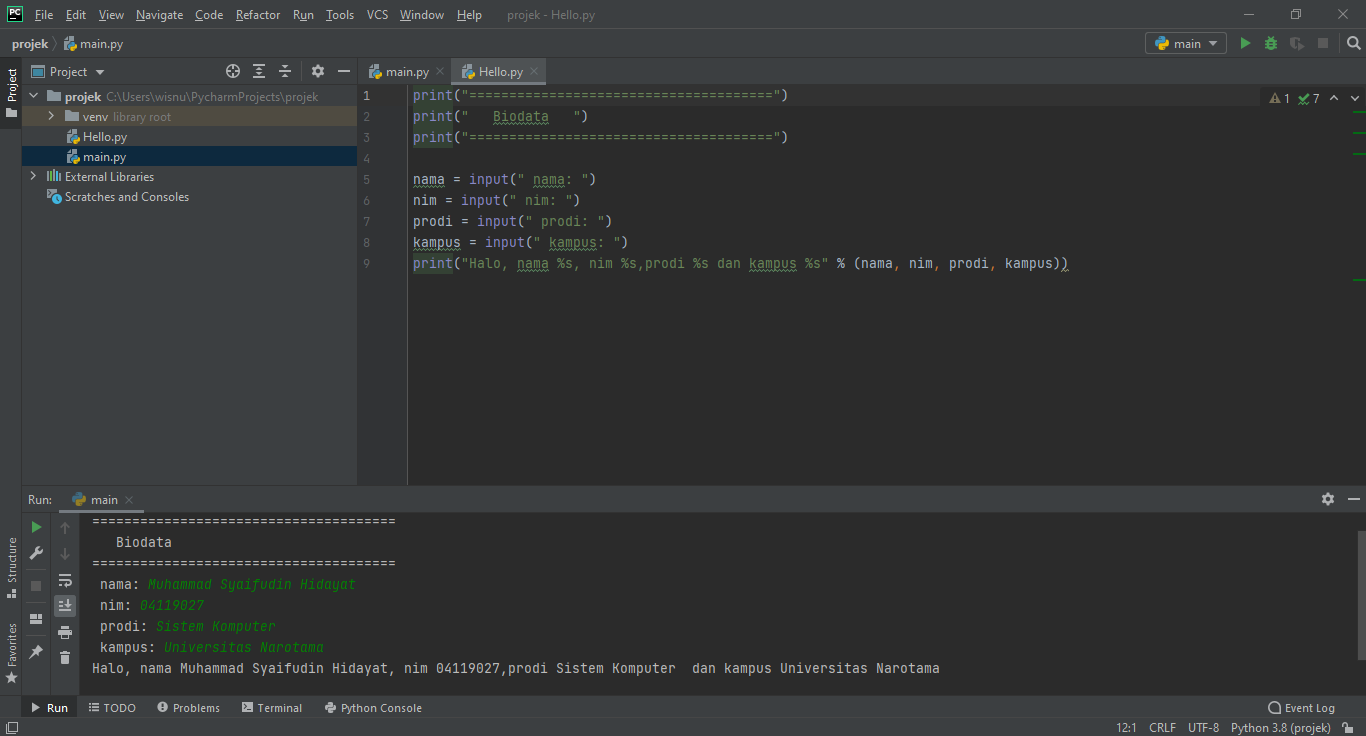 PC File Edit View Navigate Code Refactor Run Tools VCS Window Help projek - Hello.py
projek main.py main
Project
Project main.py Hello.py
projek C:\Users\wisnu\PycharmProjects\projek
venv library root
Hello.py
main.py
External Libraries
Scratches and Consoles
1 print("======================================")
2 print("   Biodata   ")
3 print("======================================")
4
5 nama = input(" nama: ")
6 nim = input(" nim: ")
7 prodi = input(" prodi: ")
8 kampus = input(" kampus: ")
9 print("Halo, nama %s, nim %s,prodi %s dan kampus %s" % (nama, nim, prodi, kampus))
1 7
Run: main
======================================
   Biodata
======================================
 nama: Muhammad Syaifudin Hidayat
 nim: 04119027
 prodi: Sistem Komputer
 kampus: Universitas Narotama
Halo, nama Muhammad Syaifudin Hidayat, nim 04119027,prodi Sistem Komputer  dan kampus Universitas Narotama
Structure
Favorites
Run TODO Problems Terminal Python Console Event Log
12:1 CRLF UTF-8 Python 3.8 (projek)